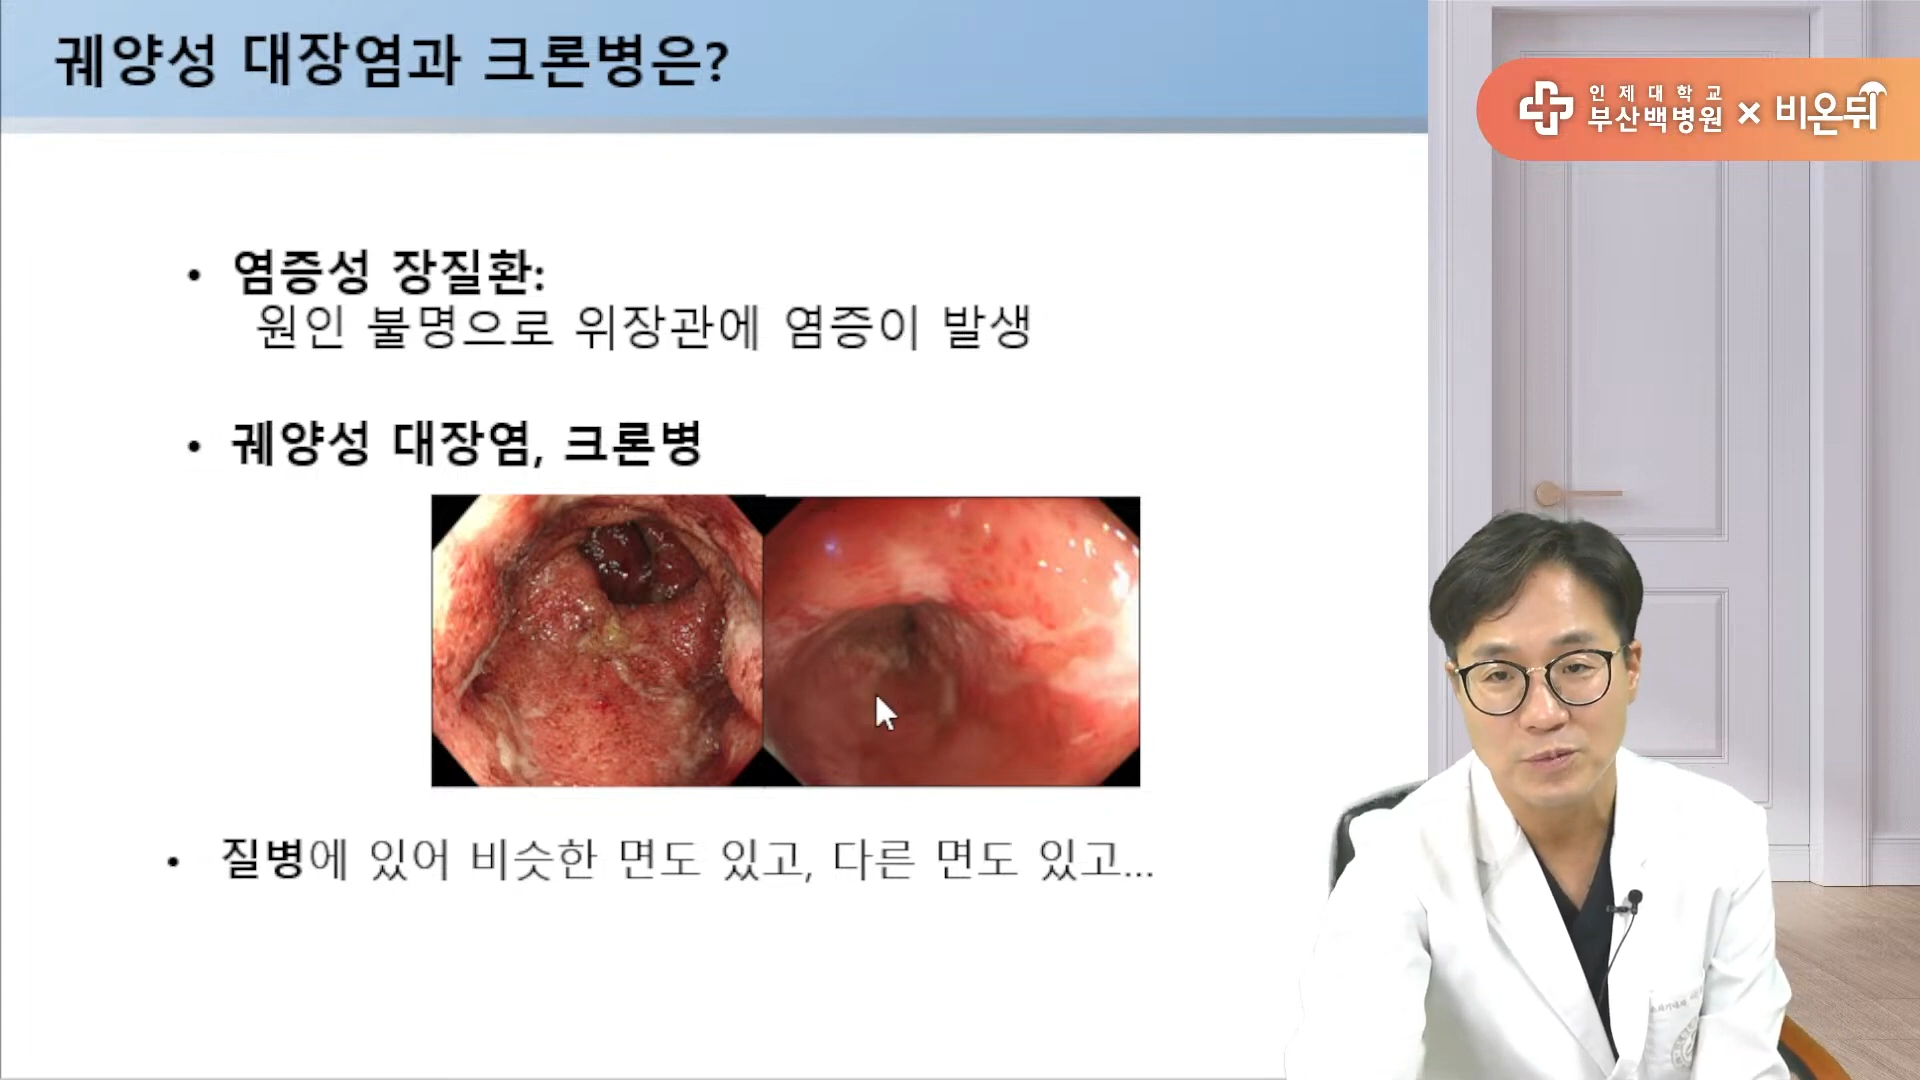 궤양성 대장염과 크론병은?
인제대학교
부산백병원 × 비온뒤
• 염증성 장질환:
원인 불명으로 위장관에 염증이 발생
• 궤양성 대장염, 크론병
• 질병에 있어 비슷한 면도 있고, 다른 면도 있고...